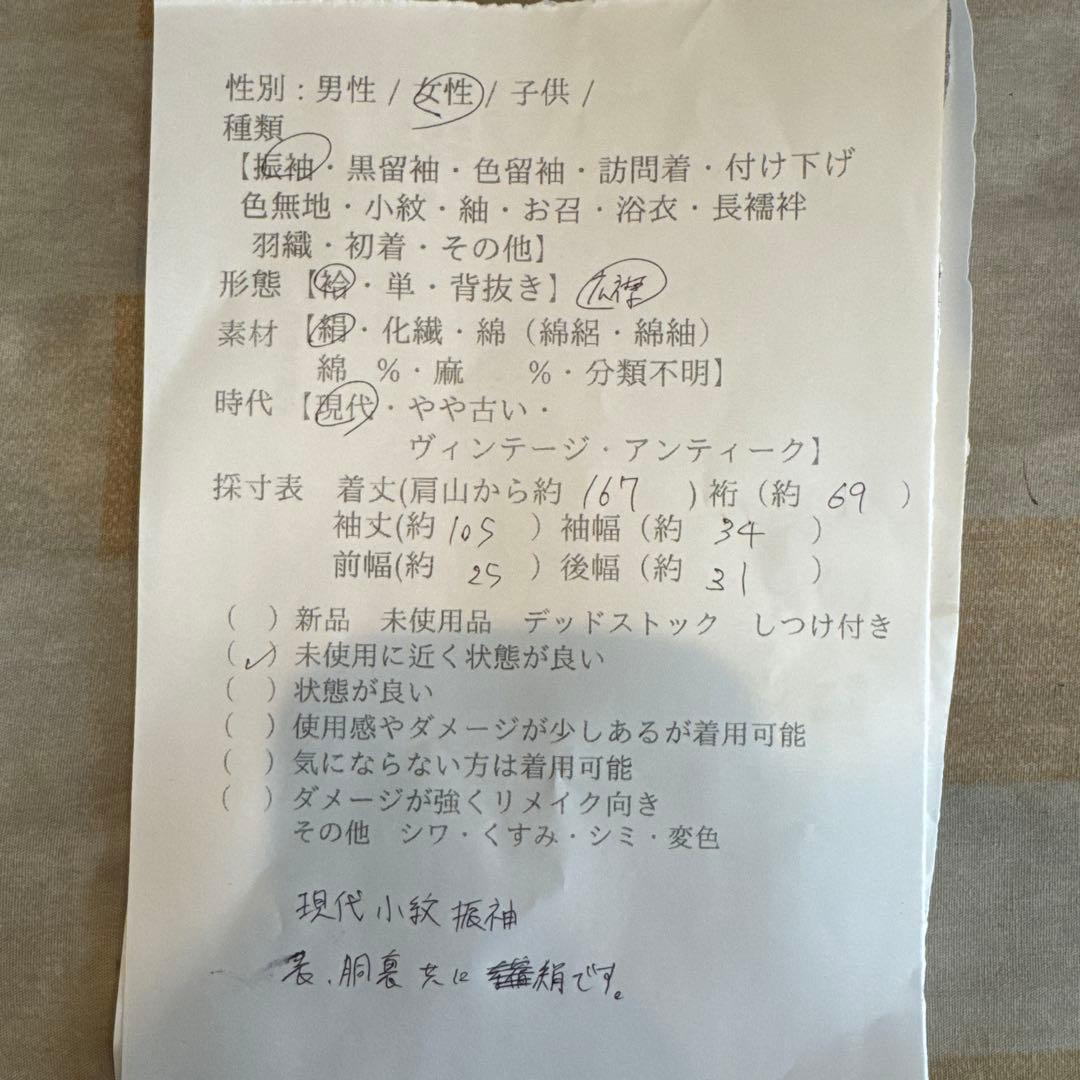 性別：男性 / 女性 / 子供 /
種類
【振袖・黒留袖・色留袖・訪問着・付け下げ
色無地・小紋・紬・お召・浴衣・長襦袢
羽織・初着・その他】
形態【袷・単・背抜き】 広襟
素材【絹・化繊・綿（綿絽・綿紬）
綿　%・麻　　%・分類不明】
時代【現代・やや古い・
ヴィンテージ・アンティーク】
採寸表　着丈(肩山から約 167 ) 裄（約 69 ）
袖丈(約 105 ）袖幅（約 34 ）
前幅(約 25 ）後幅（約 31 ）
（　）新品　未使用品　デッドストック　しつけ付き
（✓）未使用に近く状態が良い
（　）状態が良い
（　）使用感やダメージが少しあるが着用可能
（　）気にならない方は着用可能
（　）ダメージが強くリメイク向き
その他　シワ・くすみ・シミ・変色
現代 小紋 振袖
表、胴裏 共に 絹です。